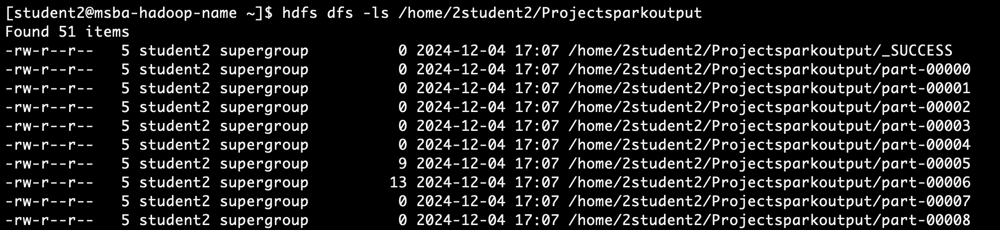 [student2@msba-hadoop-name ~]$ hdfs dfs -ls /home/2student2/Projectsparkoutput
Found 51 items
-rw-r--r--   5 student2 supergroup          0 2024-12-04 17:07 /home/2student2/Projectsparkoutput/_SUCCESS
-rw-r--r--   5 student2 supergroup          0 2024-12-04 17:07 /home/2student2/Projectsparkoutput/part-00000
-rw-r--r--   5 student2 supergroup          0 2024-12-04 17:07 /home/2student2/Projectsparkoutput/part-00001
-rw-r--r--   5 student2 supergroup          0 2024-12-04 17:07 /home/2student2/Projectsparkoutput/part-00002
-rw-r--r--   5 student2 supergroup          0 2024-12-04 17:07 /home/2student2/Projectsparkoutput/part-00003
-rw-r--r--   5 student2 supergroup          0 2024-12-04 17:07 /home/2student2/Projectsparkoutput/part-00004
-rw-r--r--   5 student2 supergroup          9 2024-12-04 17:07 /home/2student2/Projectsparkoutput/part-00005
-rw-r--r--   5 student2 supergroup         13 2024-12-04 17:07 /home/2student2/Projectsparkoutput/part-00006
-rw-r--r--   5 student2 supergroup          0 2024-12-04 17:07 /home/2student2/Projectsparkoutput/part-00007
-rw-r--r--   5 student2 supergroup          0 2024-12-04 17:07 /home/2student2/Projectsparkoutput/part-00008